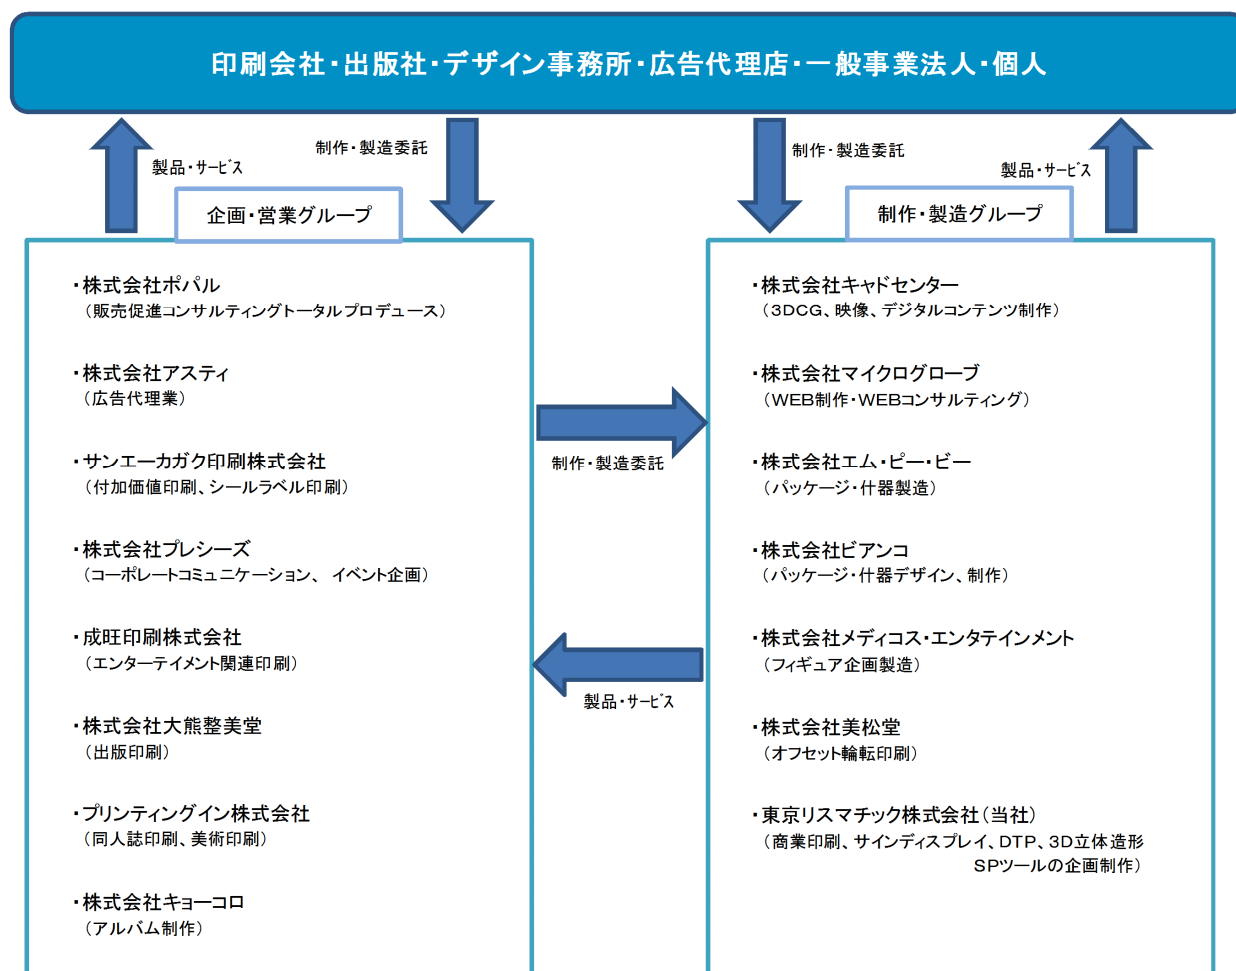 印刷会社・出版社・デザイン事務所・広告代理店・一般事業法人・個人
製品・サービス
制作・製造委託
制作・製造委託
製品・サービス
企画・営業グループ
・株式会社ポパル
（販売促進コンサルティングトータルプロデュース）
・株式会社アスティ
（広告代理業）
・サンエーカガク印刷株式会社
（付加価値印刷、シールラベル印刷）
・株式会社プレシーズ
（コーポレートコミュニケーション、 イベント企画）
・成旺印刷株式会社
（エンターテイメント関連印刷）
・株式会社大熊整美堂
（出版印刷）
・プリンティングイン株式会社
（同人誌印刷、美術印刷）
・株式会社キョーコロ
（アルバム制作）
制作・製造委託
製品・サービス
制作・製造グループ
・株式会社キャドセンター
（3DCG、映像、デジタルコンテンツ制作）
・株式会社マイクログローブ
（WEB制作・WEBコンサルティング）
・株式会社エム・ピー・ビー
（パッケージ・什器製造）
・株式会社ビアンコ
（パッケージ・什器デザイン、制作）
・株式会社メディコス・エンタテインメント
（フィギュア企画製造）
・株式会社美松堂
（オフセット輪転印刷）
・東京リスマチック株式会社（当社）
（商業印刷、サインディスプレイ、DTP、3D立体造形
SPツールの企画制作）